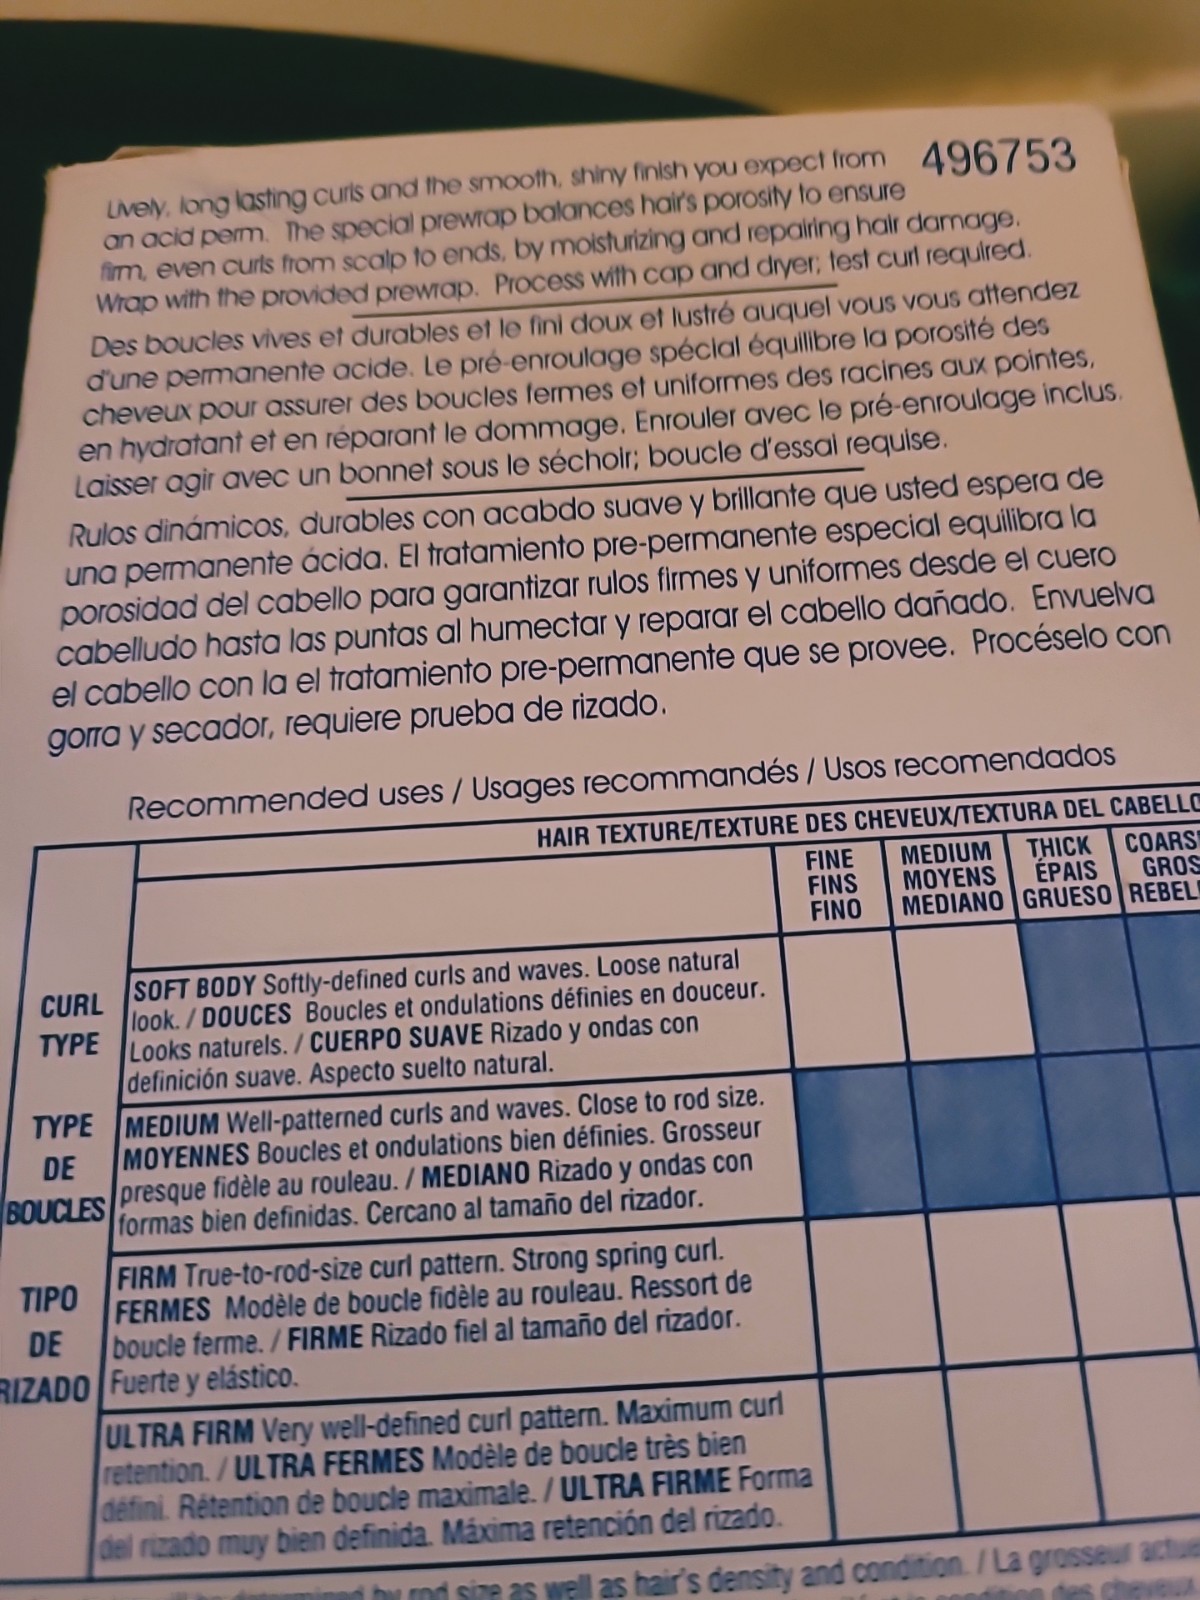 Lively, long lasting curls and the smooth, shiny finish you expect from 496753
an acid perm. The special prewrap balances hair's porosity to ensure
firm, even curls from scalp to ends, by moisturizing and repairing hair damage.
Wrap with the provided prewrap. Process with cap and dryer; test curl required.
Des boucles vives et durables et le fini doux et lustré auquel vous vous attendez
d'une permanente acide. Le pré-enroulage spécial équilibre la porosité des
cheveux pour assurer des boucles fermes et uniformes des racines aux pointes,
en hydratant et en réparant le dommage. Enrouler avec le pré-enroulage inclus.
Laisser agir avec un bonnet sous le séchoir; boucle d'essai requise.
Rulos dinámicos, durables con acabdo suave y brillante que usted espera de
una permanente ácida. El tratamiento pre-permanente especial equilibra la
porosidad del cabello para garantizar rulos firmes y uniformes desde el cuero
cabelludo hasta las puntas al humectar y reparar el cabello dañado. Envuelva
el cabello con la el tratamiento pre-permanente que se provee. Procéselo con
gorra y secador, requiere prueba de rizado.
Recommended uses / Usages recommandés / Usos recomendados
HAIR TEXTURE/TEXTURE DES CHEVEUX/TEXTURA DEL CABELLO
FINE
FINS
FINO
MEDIUM
MOYENS
MEDIANO
THICK
ÉPAIS
GRUESO
COARS
GROS
REBEL
CURL
TYPE
TYPE
DE
BOUCLES
TIPO
DE
RIZADO
SOFT BODY Softly-defined curls and waves. Loose natural
look. / DOUCES Boucles et ondulations définies en douceur.
Looks naturels. / CUERPO SUAVE Rizado y ondas con
definición suave. Aspecto suelto natural.
MEDIUM Well-patterned curls and waves. Close to rod size.
MOYENNES Boucles et ondulations bien définies. Grosseur
presque fidèle au rouleau. / MEDIANO Rizado y ondas con
formas bien definidas. Cercano al tamaño del rizador.
FIRM True-to-rod-size curl pattern. Strong spring curl.
FERMES Modèle de boucle fidèle au rouleau. Ressort de
boucle ferme. / FIRME Rizado fiel al tamaño del rizador.
Fuerte y elástico.
ULTRA FIRM Very well-defined curl pattern. Maximum curl
retention. / ULTRA FERMES Modèle de boucle très bien
défini. Rétention de boucle maximale. / ULTRA FIRME Forma
del rizado muy bien definida. Máxima retención del rizado.
be determined by rod size as well as hair's density and condition. / La grosseur actue
condition des cheveux